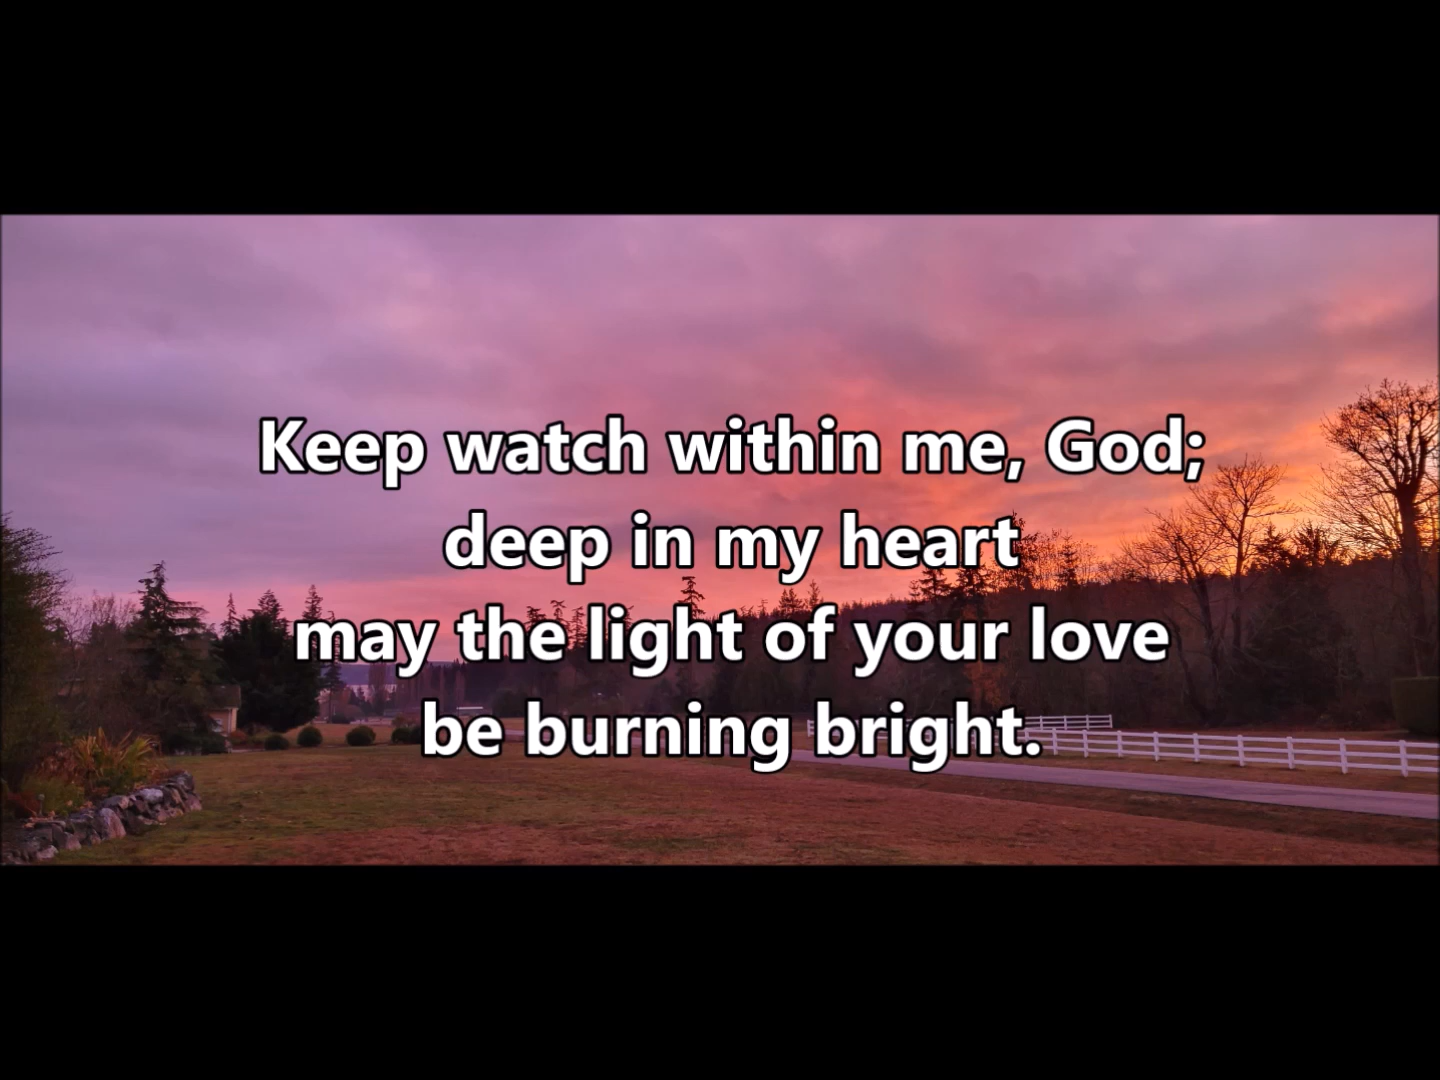 Keep watch within me, God;
deep in my heart
may the light of your love
be burning bright.